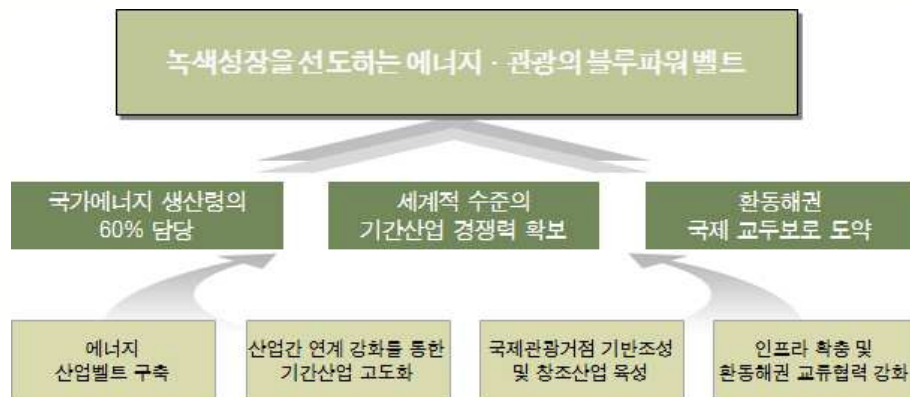 녹색성장을 선도하는 에너지 · 관광의 블루파워 벨트
국가에너지 생산령의
60% 담당
세계적 수준의
기간산업 경쟁력 확보
환동해권
국제 교두보로 도약
에너지
산업벨트 구축
산업간 연계 강화를 통한
기간산업 고도화
국제관광거점 기반조성
및 창조산업 육성
인프라 확충 및
환동해권 교류협력 강화